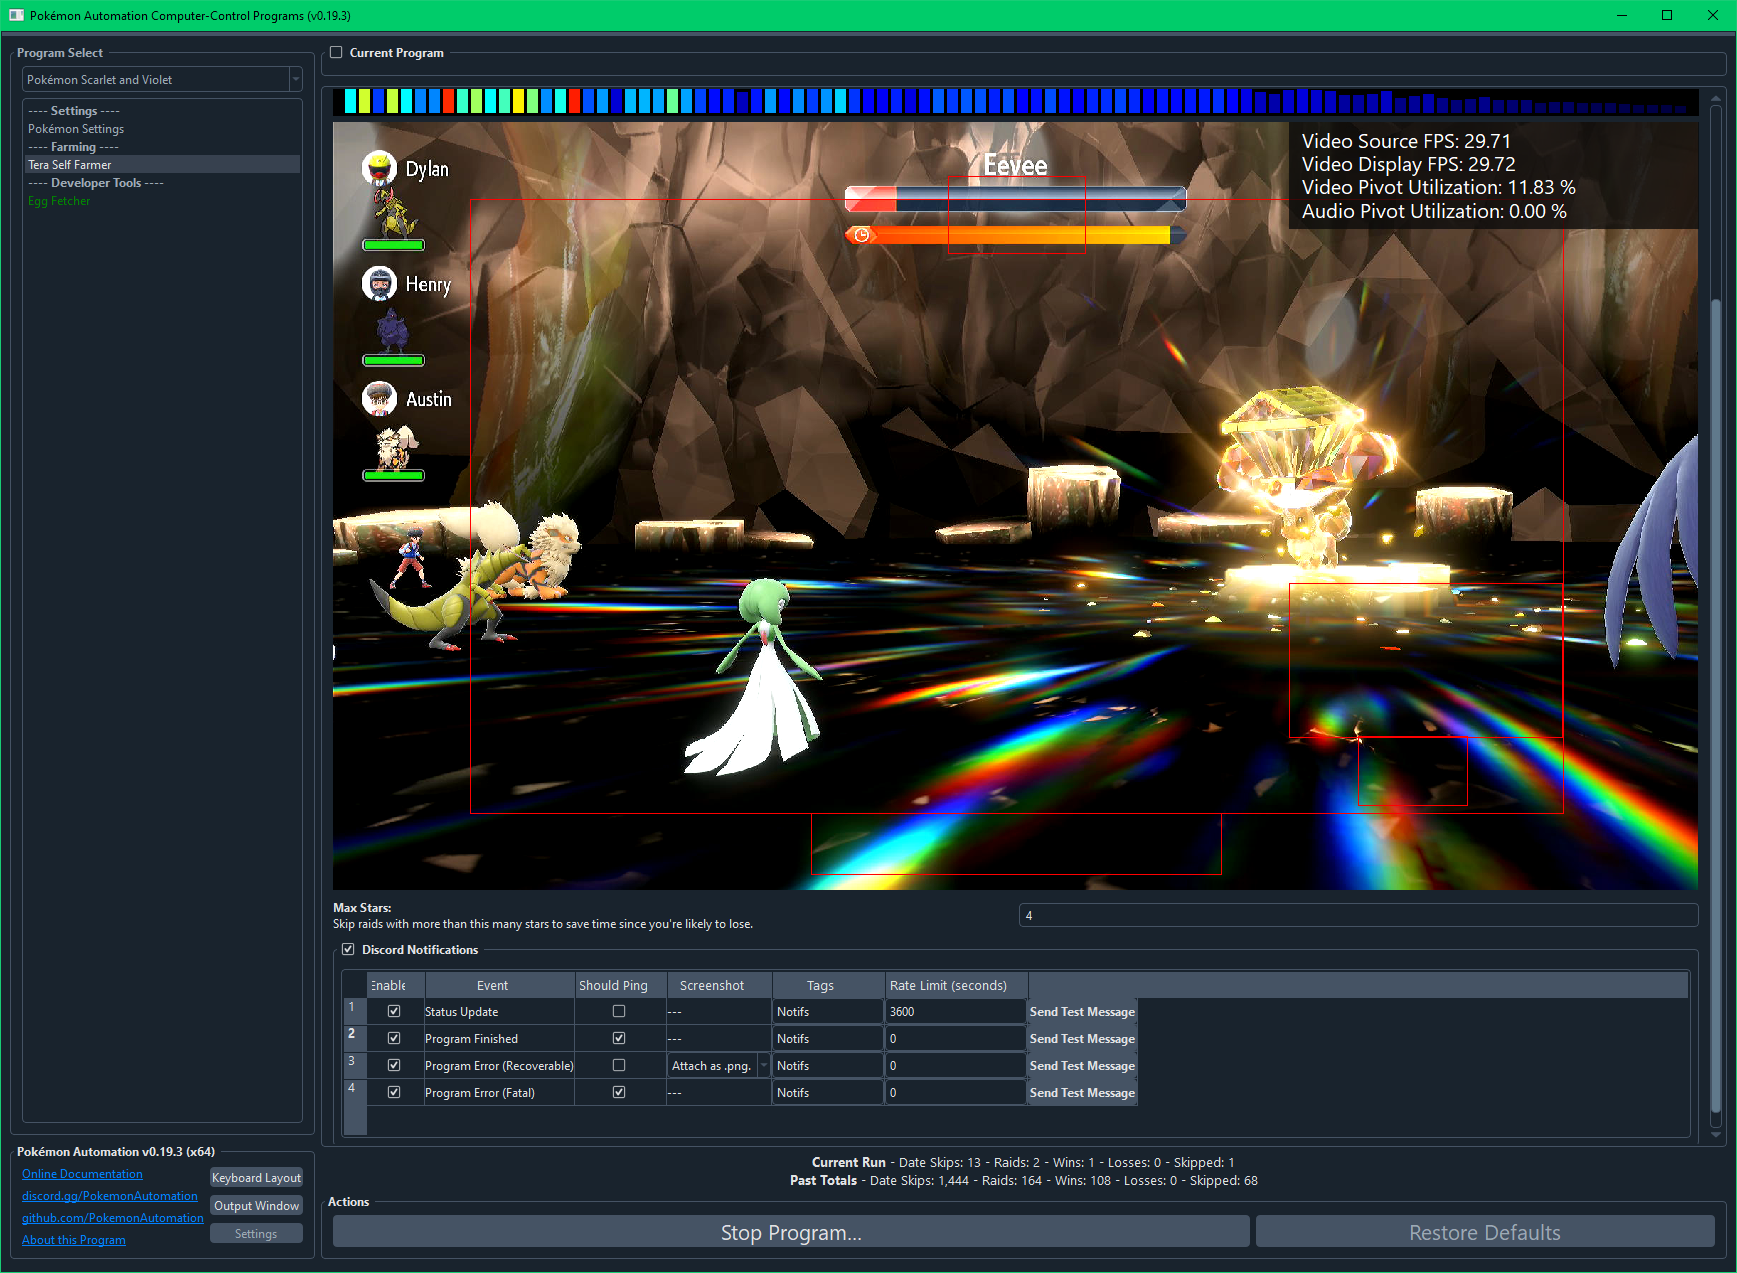 Pokémon Automation Computer-Control Programs (v0.19.3)
Program Select
Pokémon Scarlet and Violet
---- Settings ----
Pokémon Settings
---- Farming ----
Tera Self Farmer
---- Developer Tools ----
Egg Fetcher
Current Program
Video Source FPS: 29.71
Video Display FPS: 29.72
Video Pivot Utilization: 11.83 %
Audio Pivot Utilization: 0.00 %
Eevee
Dylan
Henry
Austin
Max Stars:
Skip raids with more than this many stars to save time since you're likely to lose.
4
Discord Notifications
Enable Event Should Ping Screenshot Tags Rate Limit (seconds)
1 Status Update --- Notifs 3600 Send Test Message
2 Program Finished --- Notifs 0 Send Test Message
3 Program Error (Recoverable) Attach as .png. Notifs 0 Send Test Message
4 Program Error (Fatal) --- Notifs 0 Send Test Message
Pokémon Automation v0.19.3 (x64)
Online Documentation
discord.gg/PokemonAutomation
github.com/PokemonAutomation
About this Program
Keyboard Layout
Output Window
Settings
Current Run - Date Skips: 13 - Raids: 2 - Wins: 1 - Losses: 0 - Skipped: 1
Past Totals - Date Skips: 1,444 - Raids: 164 - Wins: 108 - Losses: 0 - Skipped: 68
Actions
Stop Program...
Restore Defaults